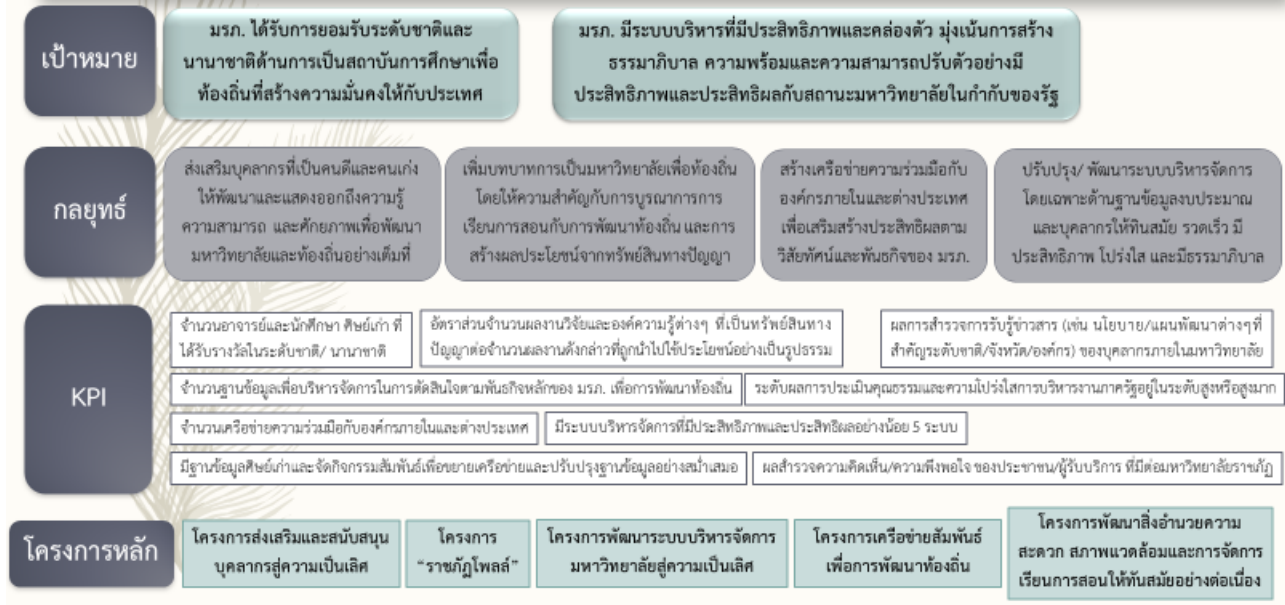 เป้าหมาย
มรภ. ได้รับการยอมรับระดับชาติและ
นานาชาติด้านการเป็นสถาบันการศึกษาเพื่อ
ท้องถิ่นที่สร้างความมั่นคงให้กับประเทศ
มรภ. มีระบบบริหารที่มีประสิทธิภาพและคล่องตัว มุ่งเน้นการสร้าง
ธรรมาภิบาล ความพร้อมและความสามารถปรับตัวอย่างมี
ประสิทธิภาพและประสิทธิผลกับสถานะมหาวิทยาลัยในกำกับของรัฐ
กลยุทธ์
ส่งเสริมบุคลากรที่เป็นคนดีและคนเก่ง
ให้พัฒนาและแสดงออกถึงความรู้
ความสามารถ และศักยภาพเพื่อพัฒนา
มหาวิทยาลัยและท้องถิ่นอย่างเต็มที่
เพิ่มบทบาทการเป็นมหาวิทยาลัยเพื่อท้องถิ่น
โดยให้ความสำคัญกับการบูรณาการการ
เรียนการสอนกับการพัฒนาท้องถิ่น และการ
สร้างผลประโยชน์จากทรัพย์สินทางปัญญา
สร้างเครือข่ายความร่วมมือกับ
องค์กรภายในและต่างประเทศ
เพื่อเสริมสร้างประสิทธิผลตาม
วิสัยทัศน์และพันธกิจของ มรภ.
ปรับปรุง/ พัฒนาระบบบริหารจัดการ
โดยเฉพาะด้านฐานข้อมูลงบประมาณ
และบุคลากรให้ทันสมัย รวดเร็ว มี
ประสิทธิภาพ โปร่งใส และมีธรรมาภิบาล
KPI
จำนวนอาจารย์และนักศึกษา ศิษย์เก่า ที่
ได้รับรางวัลในระดับชาติ/ นานาชาติ
อัตราส่วนจำนวนผลงานวิจัยและองค์ความรู้ต่างๆ ที่เป็นทรัพย์สินทาง
ปัญญาต่อจำนวนผลงานดังกล่าวที่ถูกนำไปใช้ประโยชน์อย่างเป็นรูปธรรม
ผลการสำรวจการรับรู้ข่าวสาร (เช่น นโยบาย/แผนพัฒนาต่างๆที่
สำคัญระดับชาติ/จังหวัด/องค์กร) ของบุคลากรภายในมหาวิทยาลัย
จำนวนฐานข้อมูลเพื่อบริหารจัดการในการตัดสินใจตามพันธกิจหลักของ มรภ. เพื่อการพัฒนาท้องถิ่น
ระดับผลการประเมินคุณธรรมและความโปร่งใสการบริหารงานภาครัฐอยู่ในระดับสูงหรือสูงมาก
จำนวนเครือข่ายความร่วมมือกับองค์กรภายในและต่างประเทศ
มีระบบบริหารจัดการที่มีประสิทธิภาพและประสิทธิผลอย่างน้อย 5 ระบบ
มีฐานข้อมูลศิษย์เก่าและจัดกิจกรรมสัมพันธ์เพื่อขยายเครือข่ายและปรับปรุงฐานข้อมูลอย่างสม่ำเสมอ
ผลสำรวจความคิดเห็น/ความพึงพอใจ ของประชาชน/ผู้รับบริการ ที่มีต่อมหาวิทยาลัยราชภัฏ
โครงการหลัก
โครงการส่งเสริมและสนับสนุน
บุคลากรสู่ความเป็นเลิศ
โครงการ
“ราชภัฏโพลล์”
โครงการพัฒนาระบบบริหารจัดการ
มหาวิทยาลัยสู่ความเป็นเลิศ
โครงการเครือข่ายสัมพันธ์
เพื่อการพัฒนาท้องถิ่น
โครงการพัฒนาสิ่งอำนวยความ
สะดวก สภาพแวดล้อมและการจัดการ
เรียนการสอนให้ทันสมัยอย่างต่อเนื่อง